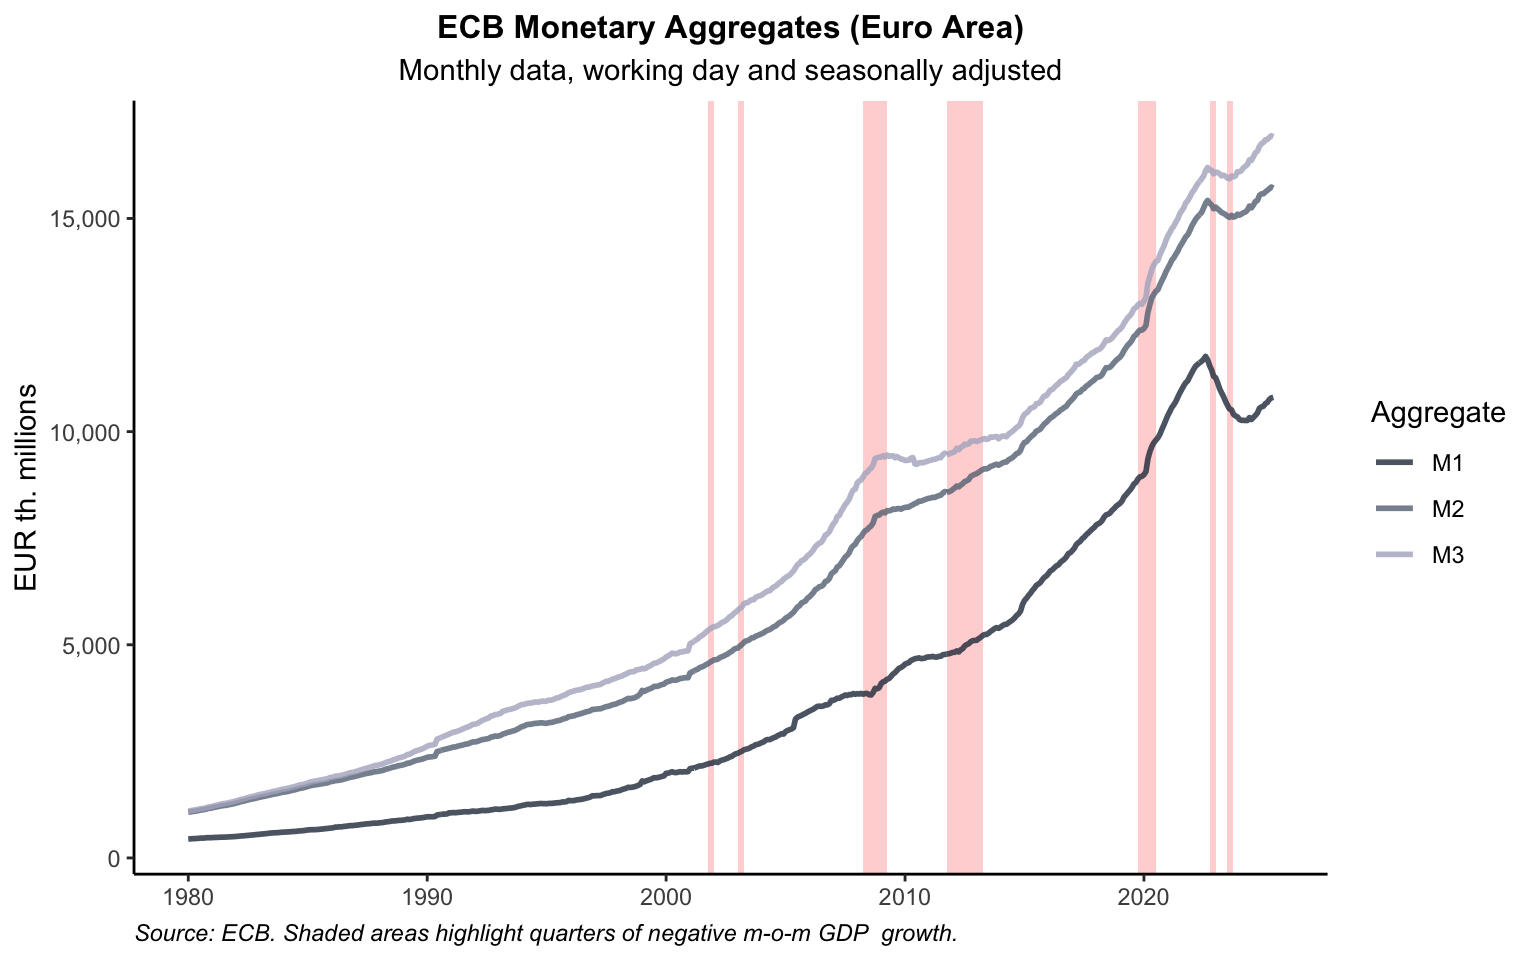 ECB Monetary Aggregates (Euro Area)
Monthly data, working day and seasonally adjusted
EUR th. millions
15,000
10,000
5,000
0
1980 1990 2000 2010 2020
Aggregate
M1
M2
M3
Source: ECB. Shaded areas highlight quarters of negative m-o-m GDP  growth.